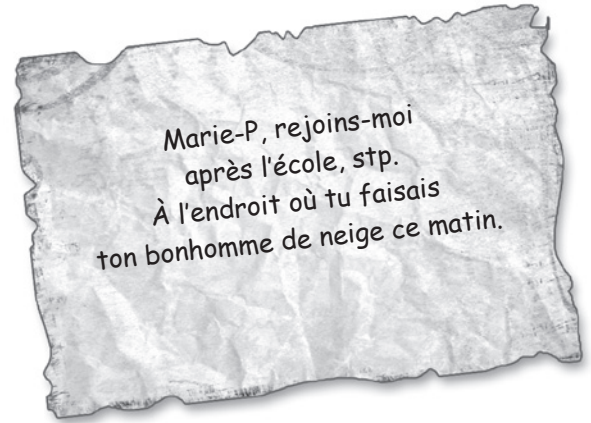 Marie-P, rejoins-moi
après l'école, stp.
À l'endroit où tu faisais
ton bonhomme de neige ce matin.